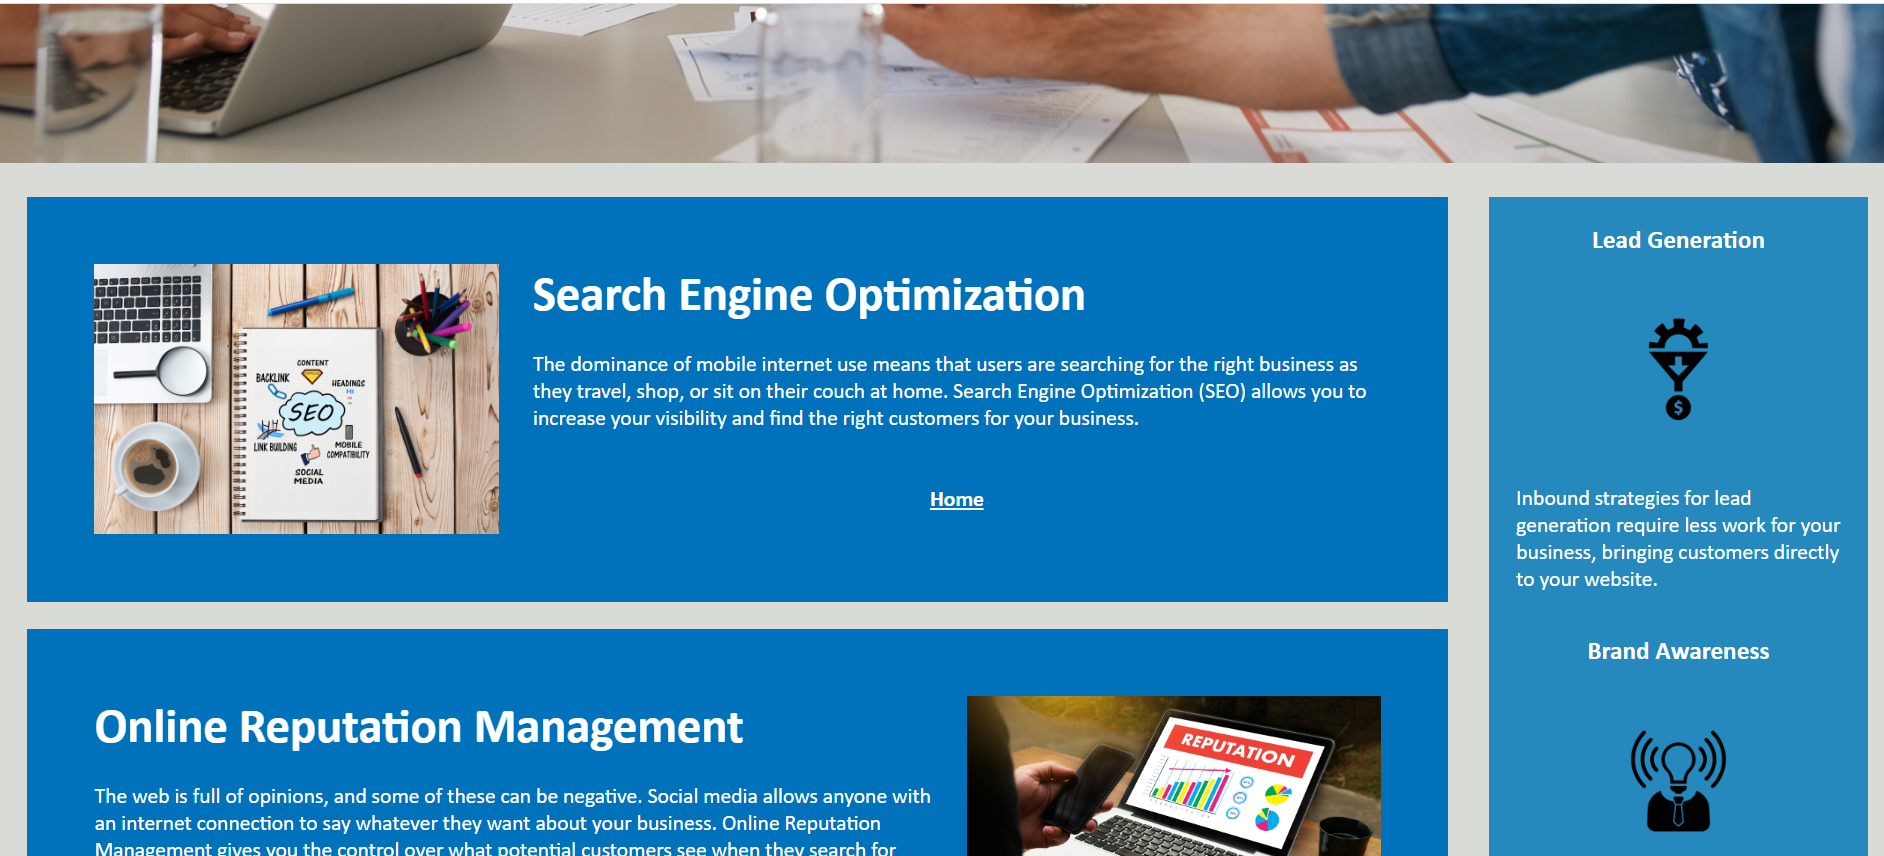 Search Engine Optimization
The dominance of mobile internet use means that users are searching for the right business as
they travel, shop, or sit on their couch at home. Search Engine Optimization (SEO) allows you to
increase your visibility and find the right customers for your business.
Home
CONTENT
BACKLINK
HEADINGS
SEO
LINK BUILDING
MOBILE
COMPATIBILITY
SOCIAL
MEDIA
Online Reputation Management
The web is full of opinions, and some of these can be negative. Social media allows anyone with
an internet connection to say whatever they want about your business. Online Reputation
Management gives you the control over what potential customers see when they search for
REPUTATION
Lead Generation
$
Inbound strategies for lead
generation require less work for your
business, bringing customers directly
to your website.
Brand Awareness